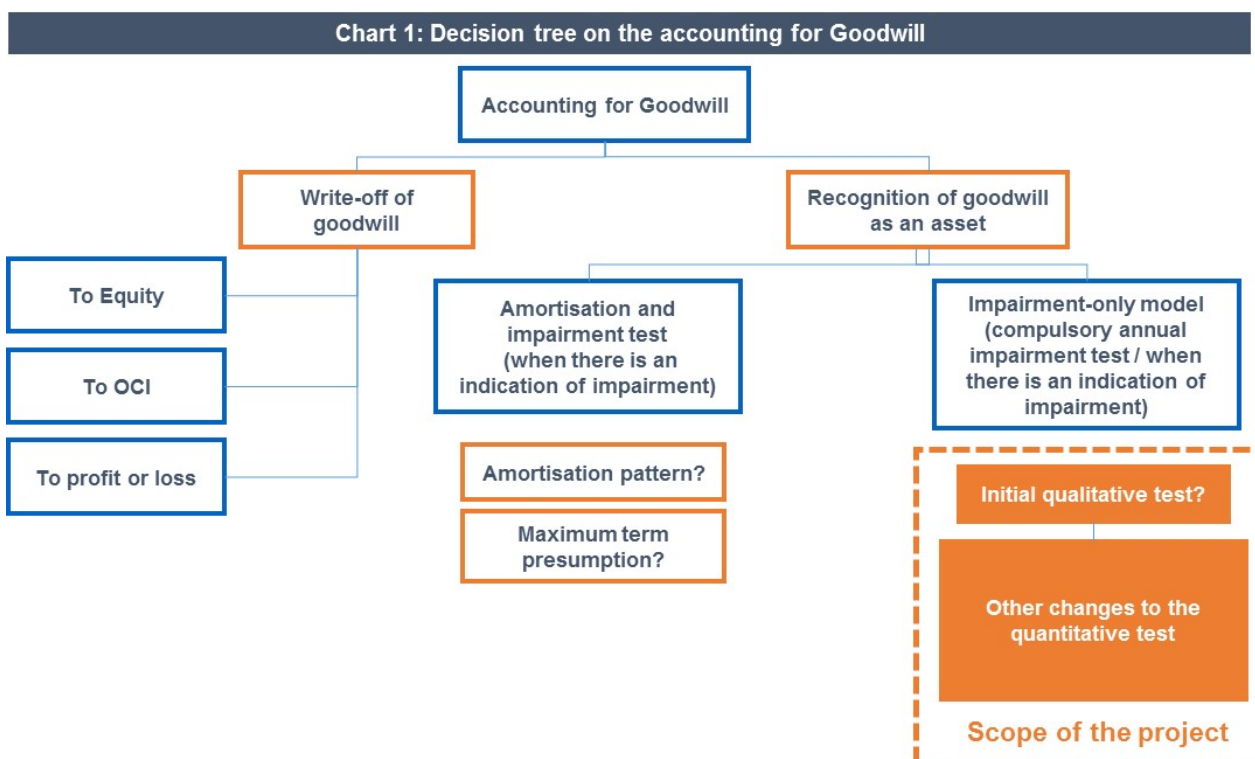 Chart 1: Decision tree on the accounting for Goodwill
Accounting for Goodwill
Write-off of
goodwill
Recognition of goodwill
as an asset
To Equity
To OCI
To profit or loss
Amortisation and
impairment test
(when there is an
indication of impairment)
Impairment-only model
(compulsory annual
impairment test / when
there is an indication of
impairment)
Amortisation pattern?
Maximum term
presumption?
Initial qualitative test?
Other changes to the
quantitative test
Scope of the project